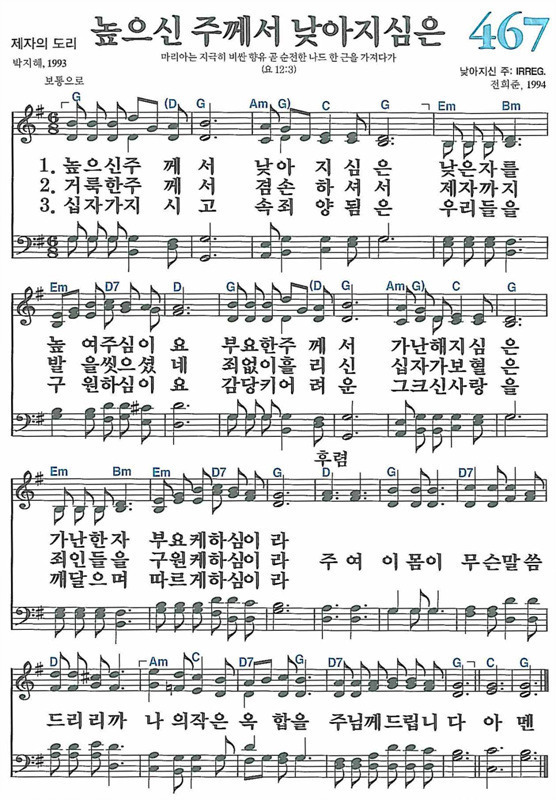 높으신 주께서 낮아지심은 467
제자의 도리
마리아는 지극히 비싼 향유 곧 순전한 나드 한 근을 가져다가
(요 12:3)
박지혜, 1993
보통으로
낮아지신 주: IRREG.
전희준, 1994
G (D G Am G) C G Em Bm
1. 높으신주 께 서 낮아 지 심 은 낮은자를
2. 거룩한주 께 서 겸손 하 셔 서 제자까지
3. 십자가지 시 고 속죄 양 됨 은 우리들을
Em D7 G G (D G Am G) C G
높 여주심이 요 부요한주 께 서 가난해지심은
발 을씻으셨 네 죄없이흘 리 신 십자가보혈은
구 원하심이 요 감당키어 려 운 그크신사랑을
후렴
Em Bm Em D7 G D G D7
가난한자 부요케하심이 라
죄인들을 구원케하심이 라 주 여 이 몸 이 무슨말씀
깨달으며 따르게하심이 라
G D Am C D7 G D7 G C G
드 리 리 까 나 의작은 옥 합을 주님께드립니 다 아 멘